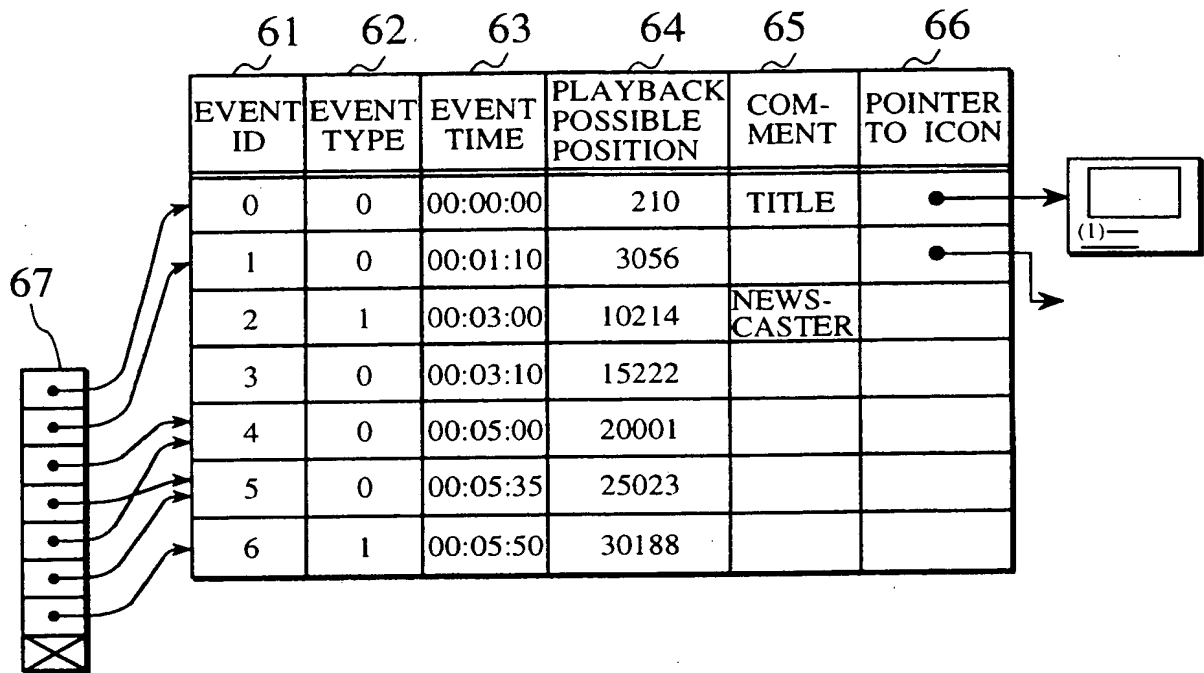 61 62 63 64 65 66
EVENT ID EVENT TYPE EVENT TIME PLAYBACK POSSIBLE POSITION COM-MENT POINTER TO ICON
0 0 00:00:00 210 TITLE
(1)
1 0 00:01:10 3056
67
2 1 00:03:00 10214 NEWS-CASTER
3 0 00:03:10 15222
4 0 00:05:00 20001
5 0 00:05:35 25023
6 1 00:05:50 30188